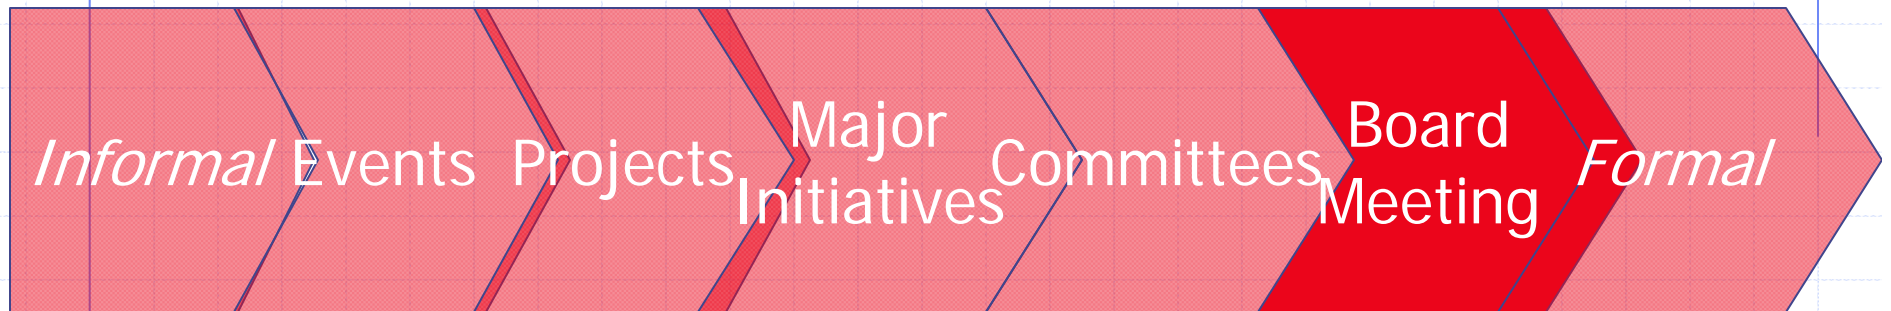 Informal
Events
Projects
Major
Initiatives
Committees
Board
Meeting
Formal